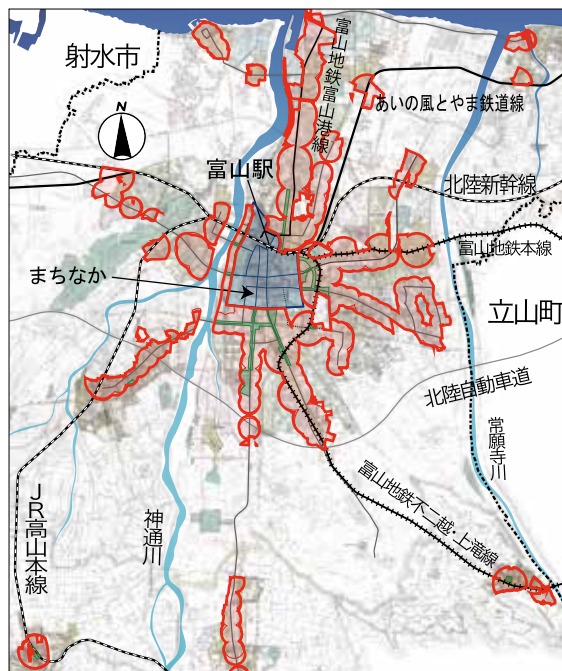 射水市
N
富山地鉄富山港線
あいの風とやま鉄道線
富山駅
北陸新幹線
富山地鉄本線
まちなか
立山町
北陸自動車道
常願寺川
富山地鉄不二越・上滝線
JR高山本線
神通川